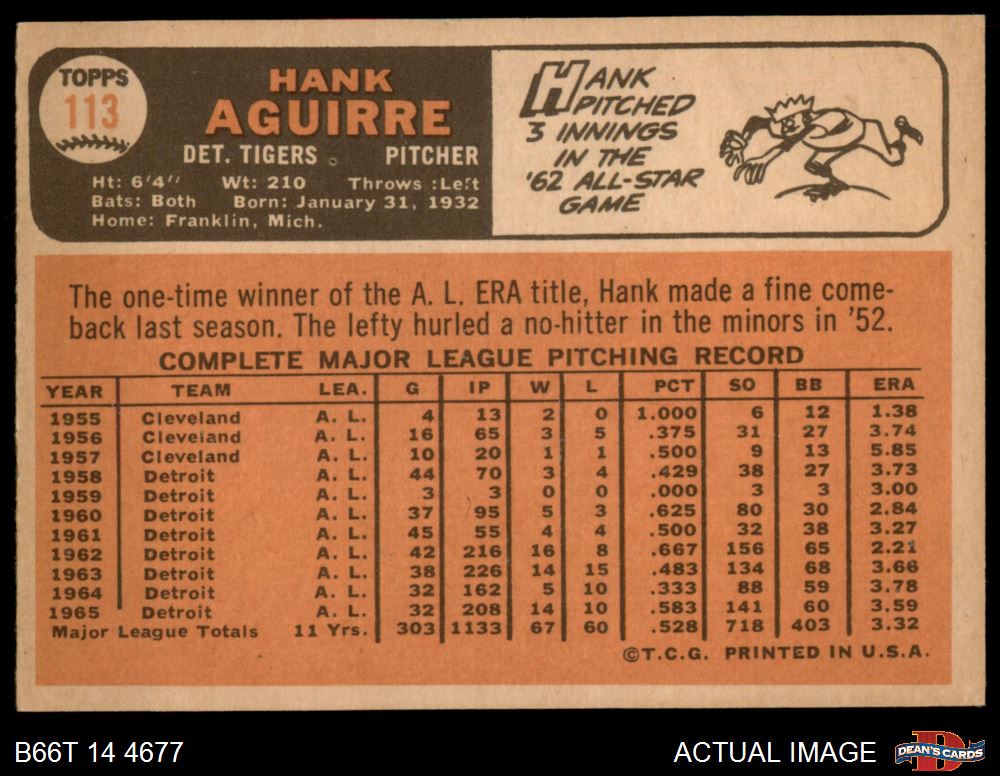 TOPPS
113
HANK
AGUIRRE
DET. TIGERS PITCHER
Ht: 6'4" Wt: 210 Throws :Left
Bats: Both Born: January 31, 1932
Home: Franklin, Mich.
HANK
PITCHED
3 INNINGS
IN THE
'62 ALL-STAR
GAME
The one-time winner of the A. L. ERA title, Hank made a fine come-
back last season. The lefty hurled a no-hitter in the minors in '52.
COMPLETE MAJOR LEAGUE PITCHING RECORD
YEAR TEAM LEA. G IP W L PCT SO BB ERA
1955 Cleveland A. L. 4 13 2 0 1.000 6 12 1.38
1956 Cleveland A. L. 16 65 3 5 .375 31 27 3.74
1957 Cleveland A. L. 10 20 1 1 .500 9 13 5.85
1958 Detroit A. L. 44 70 3 4 .429 38 27 3.73
1959 Detroit A. L. 3 3 0 0 .000 3 3 3.00
1960 Detroit A. L. 37 95 5 3 .625 80 30 2.84
1961 Detroit A. L. 45 55 4 4 .500 32 38 3.27
1962 Detroit A. L. 42 216 16 8 .667 156 65 2.21
1963 Detroit A. L. 38 226 14 15 .483 134 68 3.66
1964 Detroit A. L. 32 162 5 10 .333 88 59 3.78
1965 Detroit A. L. 32 208 14 10 .583 141 60 3.59
Major League Totals 11 Yrs. 303 1133 67 60 .528 718 403 3.32
©T.C.G. PRINTED IN U.S.A.
B66T 14 4677
ACTUAL IMAGE
DEAN'S CARDS